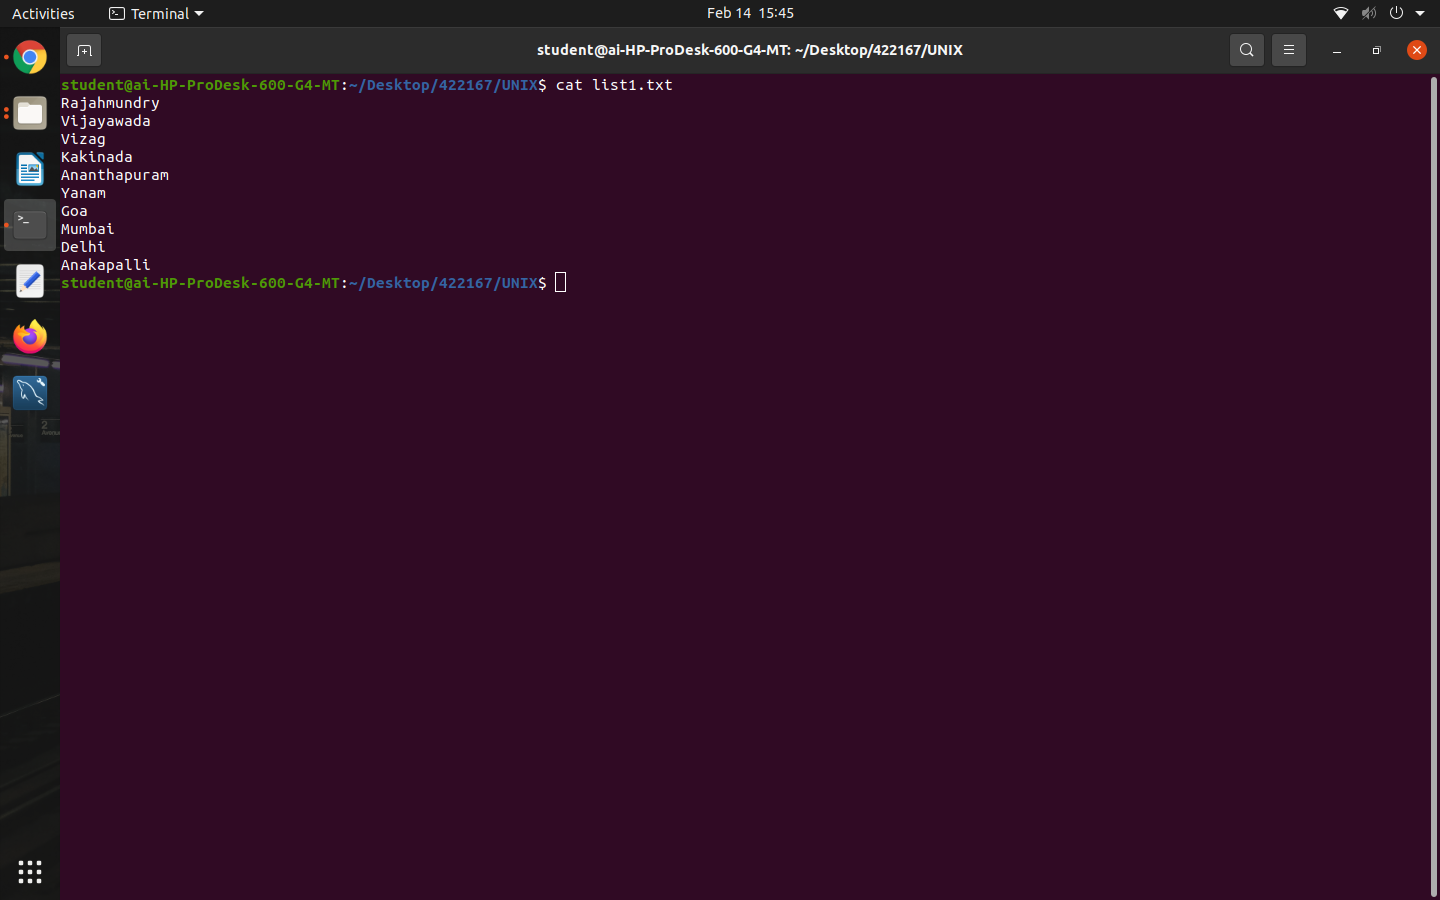 Activities
Terminal
Feb 14 15:45
student@ai-HP-ProDesk-600-G4-MT: ~/Desktop/422167/UNIX
student@ai-HP-ProDesk-600-G4-MT:~/Desktop/422167/UNIX$ cat list1.txt
Rajahmundry
Vijayawada
Vizag
Kakinada
Ananthapuram
Yanam
Goa
Mumbai
Delhi
Anakapalli
student@ai-HP-ProDesk-600-G4-MT:~/Desktop/422167/UNIX$